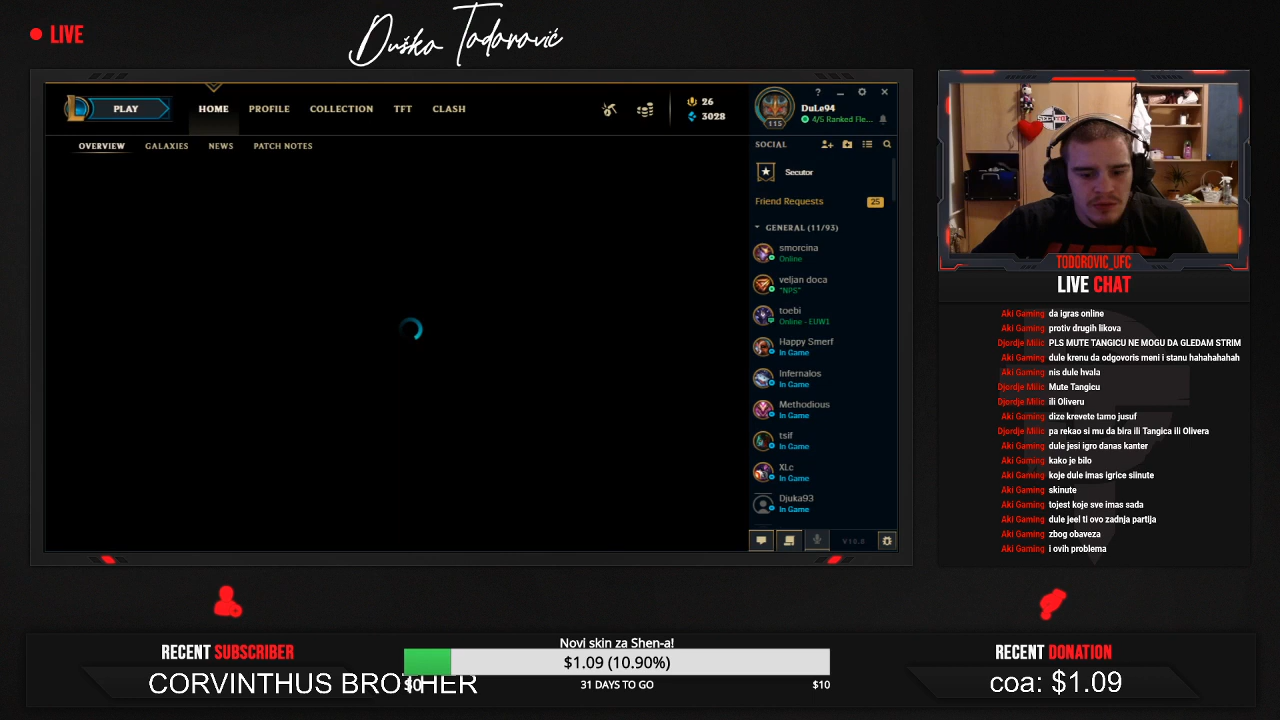 LIVE
Duško Todorović
PLAY
HOME
PROFILE
COLLECTION
TFT
CLASH
26
3028
115
DuLe94
4/5 Ranked Fle...
OVERVIEW
GALAXIES
NEWS
PATCH NOTES
SOCIAL
Secutor
Friend Requests
25
GENERAL (11/93)
smorcina
Online
veljan doca
"NPS"
toebi
Online - EUW1
Happy Smerf
In Game
Infernalos
In Game
Methodious
In Game
tsif
In Game
XLc
In Game
Djuka93
In Game
V10.8
TODOROVIC_UFC
LIVE CHAT
Aki Gaming da igras online
Aki Gaming protiv drugih likova
Djordje Milic PLS MUTE TANGICU NE MOGU DA GLEDAM STRIM
Aki Gaming dule krenu da odgovoris meni i stanu hahahahahah
Aki Gaming nis dule hvala
Djordje Milic Mute Tangicu
Djordje Milic ili Oliveru
Aki Gaming dize krevete tamo jusuf
Djordje Milic pa rekao si mu da bira ili Tangica ili Olivera
Aki Gaming dule jesi igro danas kanter
Aki Gaming kako je bilo
Aki Gaming koje dule imas igrice siinute
Aki Gaming skinute
Aki Gaming tojest koje sve imas sada
Aki Gaming dule jeel ti ovo zadnja partija
Aki Gaming zbog obaveza
Aki Gaming i ovih problema
RECENT SUBSCRIBER
CORVINTHUS BROTHER
Novi skin za Shen-a!
$1.09 (10.90%)
$0
31 DAYS TO GO
$10
RECENT DONATION
coa: $1.09